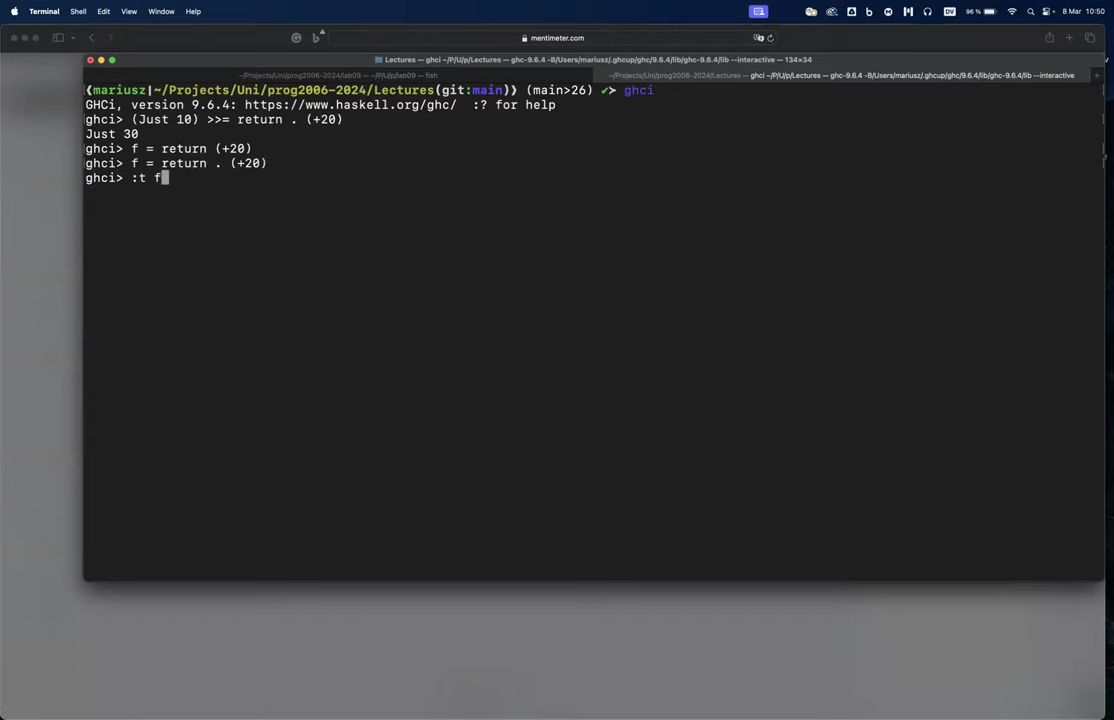 Terminal Shell Edit View Window Help 96 % 8 Mar 10:50
mentimeter.com
Lectures — ghci ~/P/U/p/Lectures — ghc-9.6.4 -B/Users/mariusz/.ghcup/ghc/9.6.4/lib/ghc-9.6.4/lib --interactive — 134×34
~/Projects/Uni/prog2006-2024/lab09 — ~/P/U/p/lab09 — fish
~/Projects/Uni/prog2006-2024/Lectures — ghci ~/P/U/p/Lectures — ghc-9.6.4 -B/Users/mariusz/.ghcup/ghc/9.6.4/lib/ghc-9.6.4/lib --interactive
⟬mariusz|~/Projects/Uni/prog2006-2024/Lectures(git:main)⟭ (main>26) ✔➤ ghci
GHCi, version 9.6.4: https://www.haskell.org/ghc/  :? for help
ghci> (Just 10) >>= return . (+20)
Just 30
ghci> f = return (+20)
ghci> f = return . (+20)
ghci> :t f